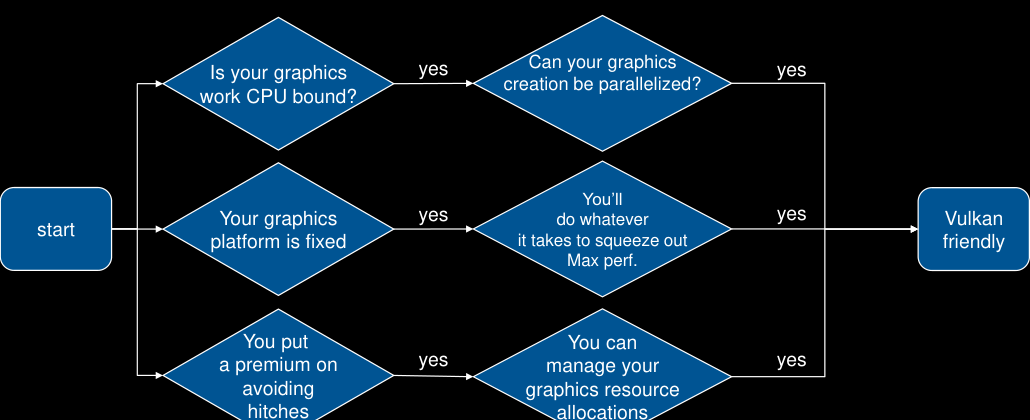 Is your graphics
work CPU bound?
yes
Can your graphics
creation be parallelized?
yes
start
Your graphics
platform is fixed
yes
You'll
do whatever
it takes to squeeze out
Max perf.
yes
Vulkan
friendly
You put
a premium on
avoiding
hitches
yes
You can
manage your
graphics resource
allocations
yes